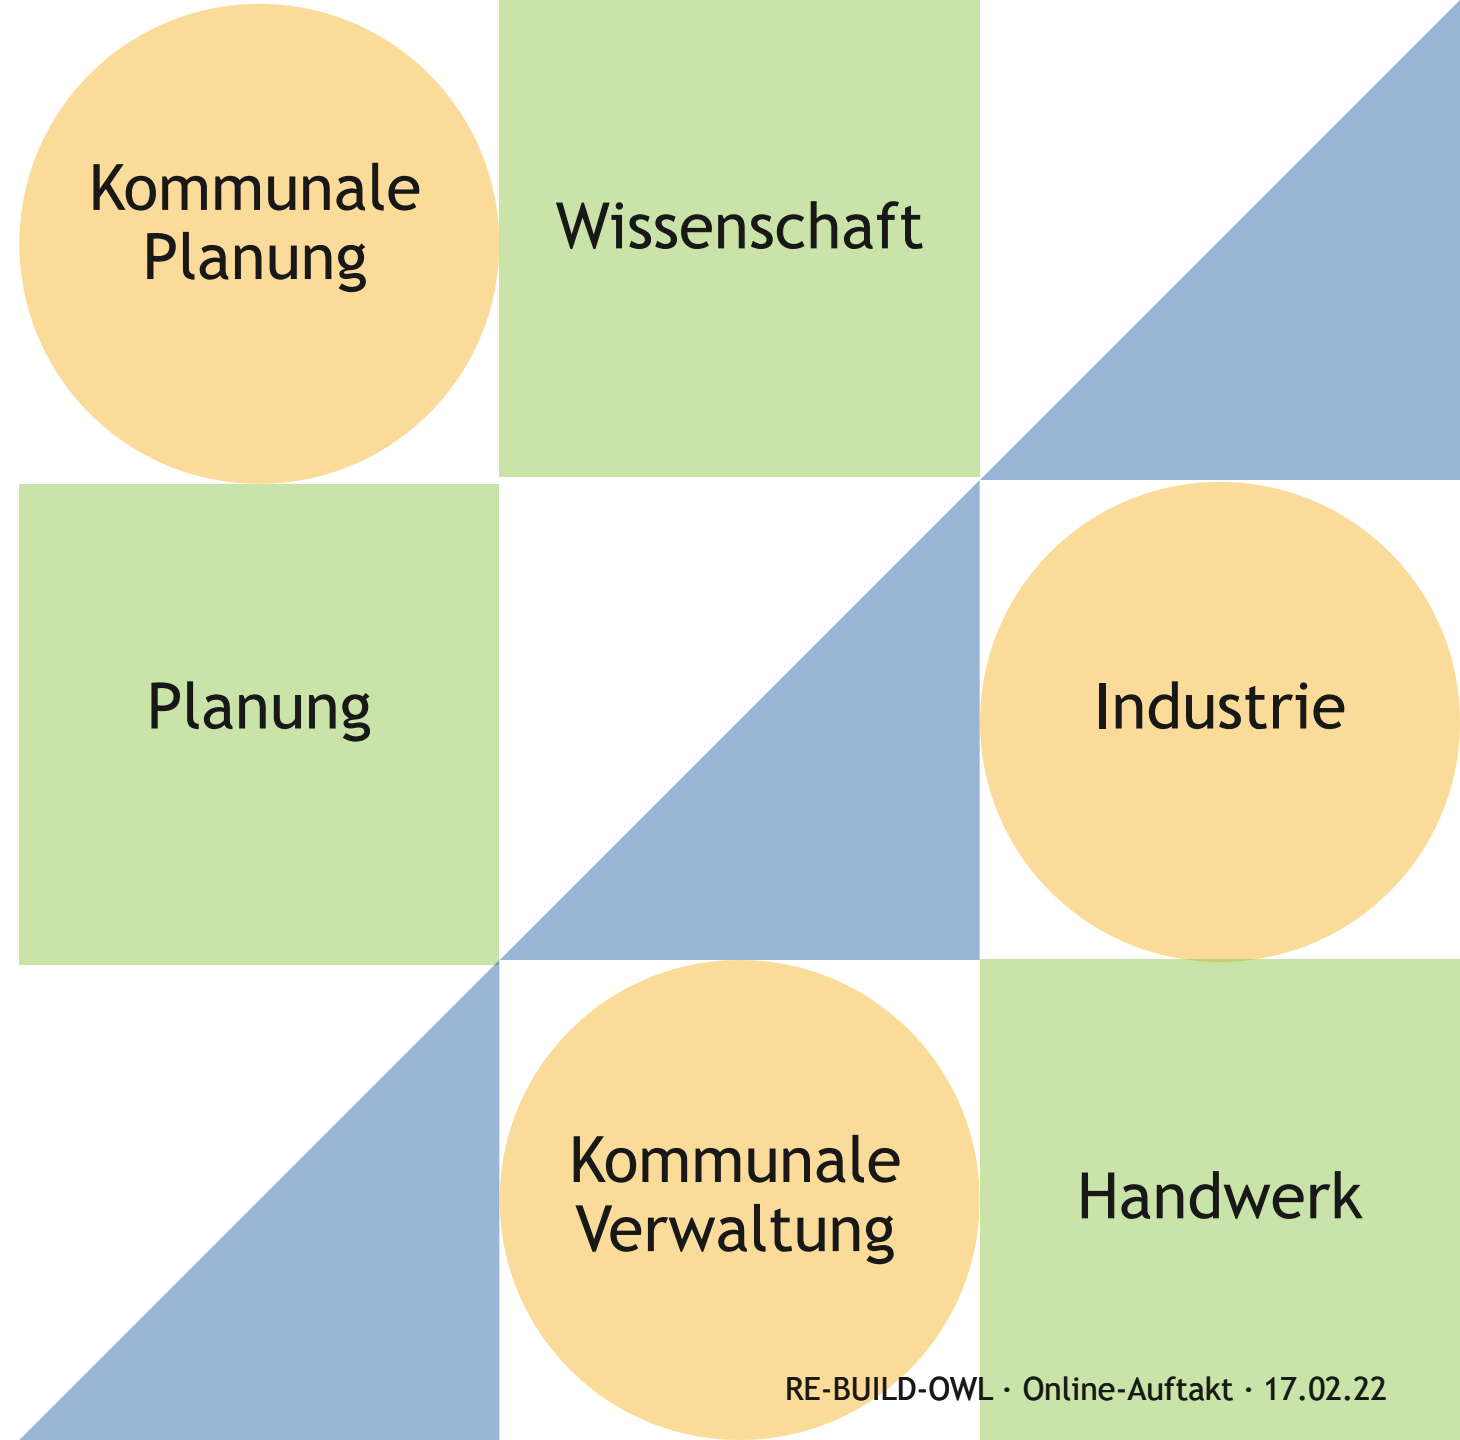 Kommunale
Planung
Wissenschaft
Planung
Industrie
Kommunale
Verwaltung
Handwerk
RE-BUILD-OWL · Online-Auftakt · 17.02.22